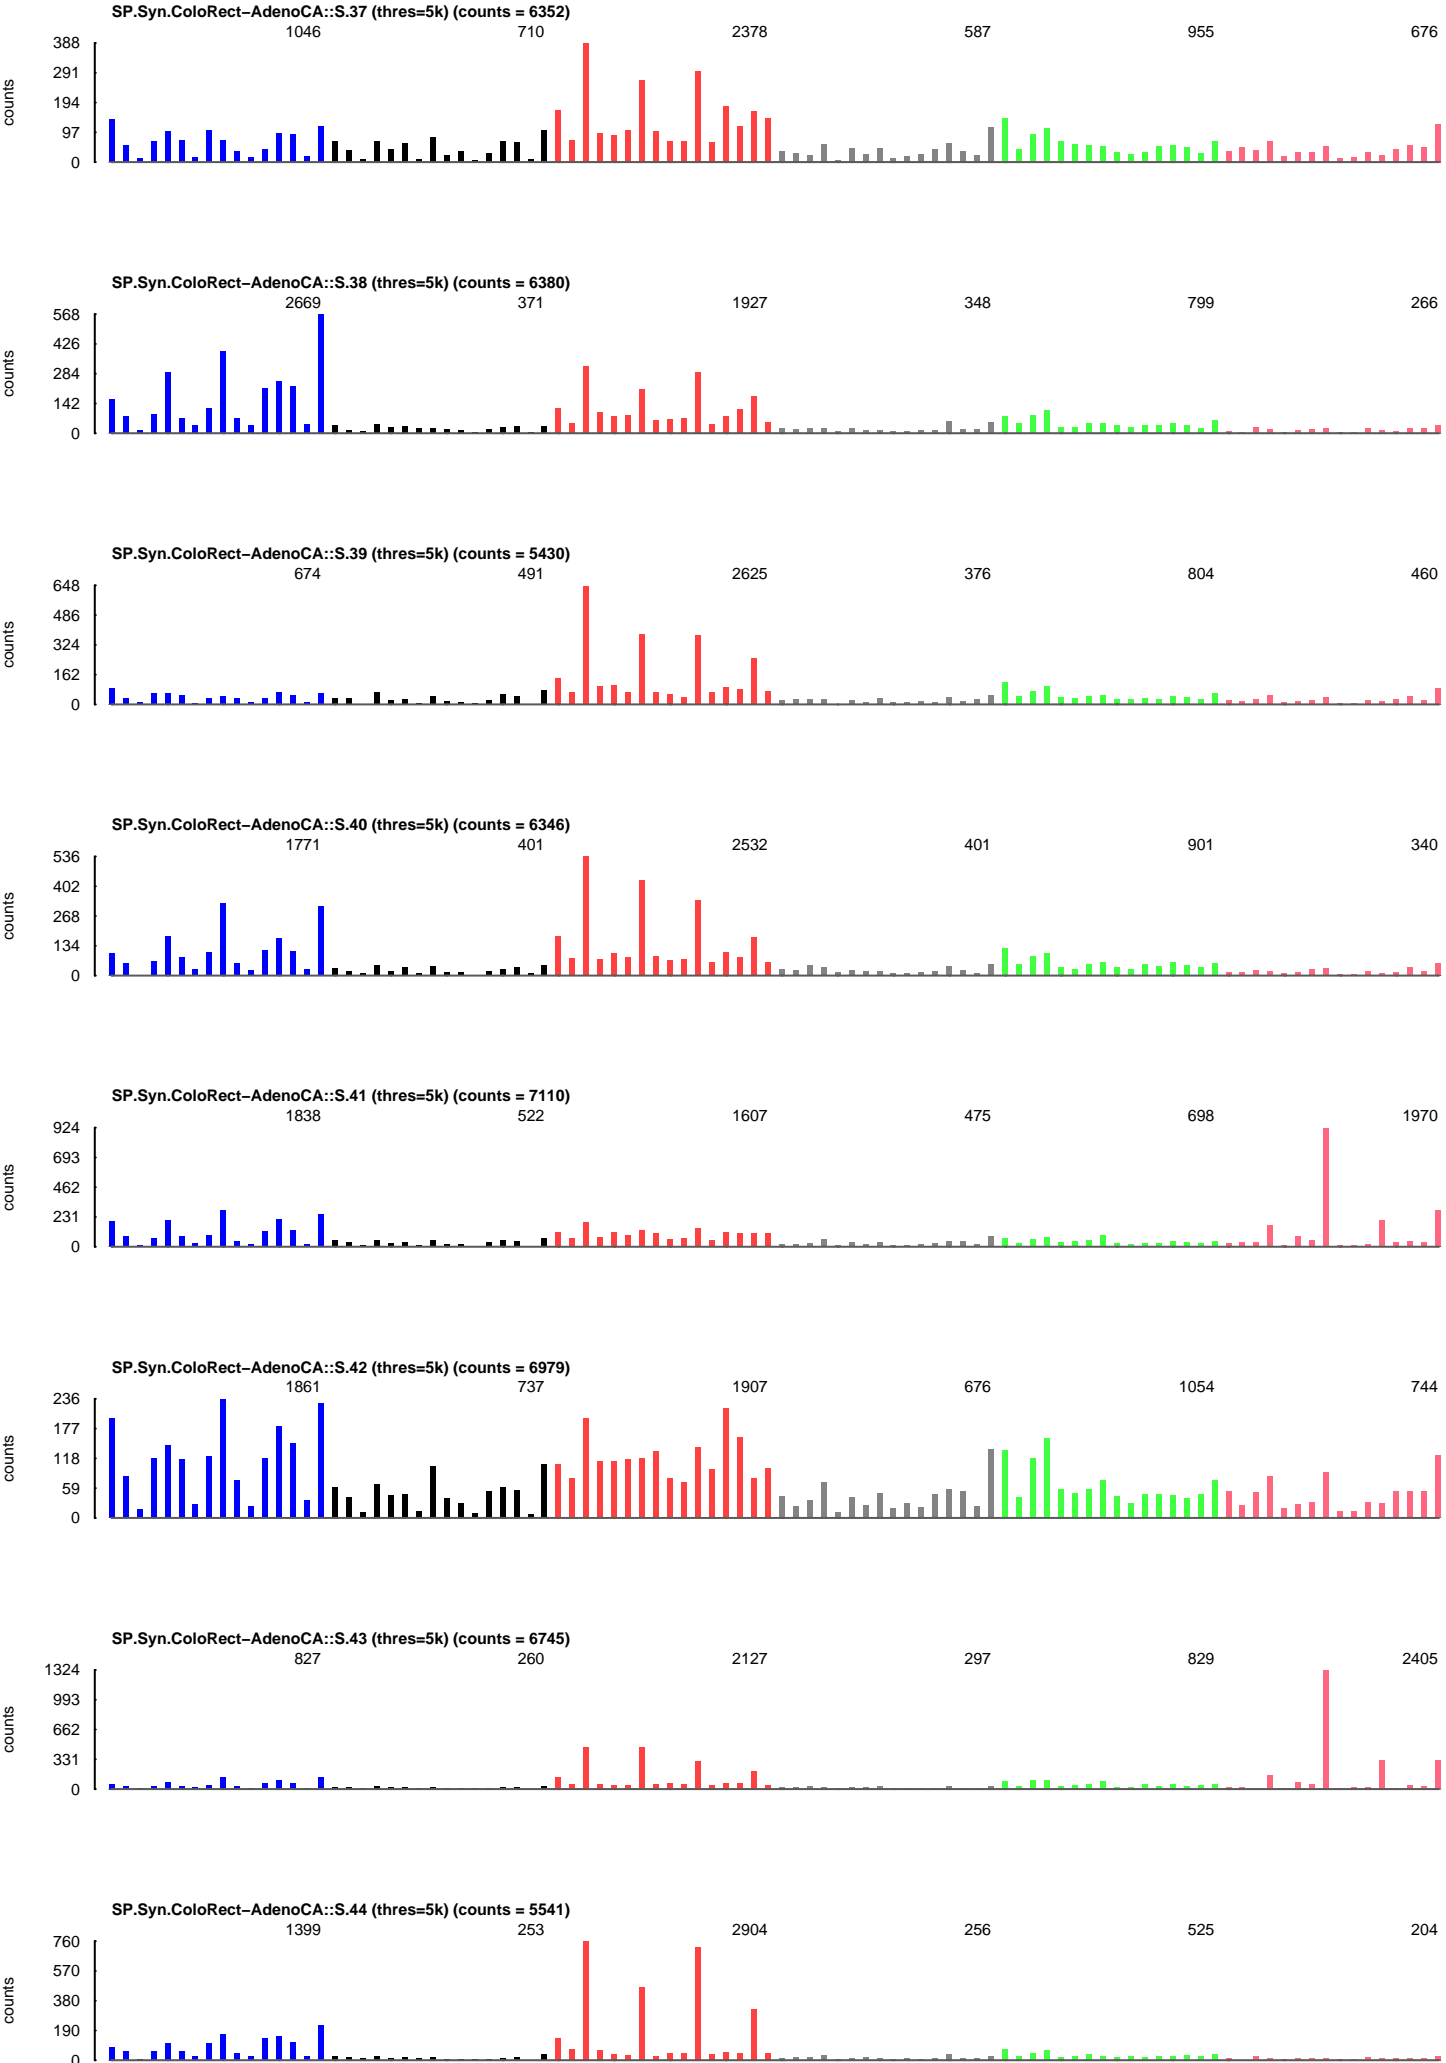 SP.Syn.ColoRect−AdenoCA::S.37 (thres=5k) (counts = 6352)
1046 710 2378 587 955 676
388
291
194
97
0
counts
SP.Syn.ColoRect−AdenoCA::S.38 (thres=5k) (counts = 6380)
2669 371 1927 348 799 266
568
426
284
142
0
counts
SP.Syn.ColoRect−AdenoCA::S.39 (thres=5k) (counts = 5430)
674 491 2625 376 804 460
648
486
324
162
0
counts
SP.Syn.ColoRect−AdenoCA::S.40 (thres=5k) (counts = 6346)
1771 401 2532 401 901 340
536
402
268
134
0
counts
SP.Syn.ColoRect−AdenoCA::S.41 (thres=5k) (counts = 7110)
1838 522 1607 475 698 1970
924
693
462
231
0
counts
SP.Syn.ColoRect−AdenoCA::S.42 (thres=5k) (counts = 6979)
1861 737 1907 676 1054 744
236
177
118
59
0
counts
SP.Syn.ColoRect−AdenoCA::S.43 (thres=5k) (counts = 6745)
827 260 2127 297 829 2405
1324
993
662
331
0
counts
SP.Syn.ColoRect−AdenoCA::S.44 (thres=5k) (counts = 5541)
1399 253 2904 256 525 204
760
570
380
190
0
counts